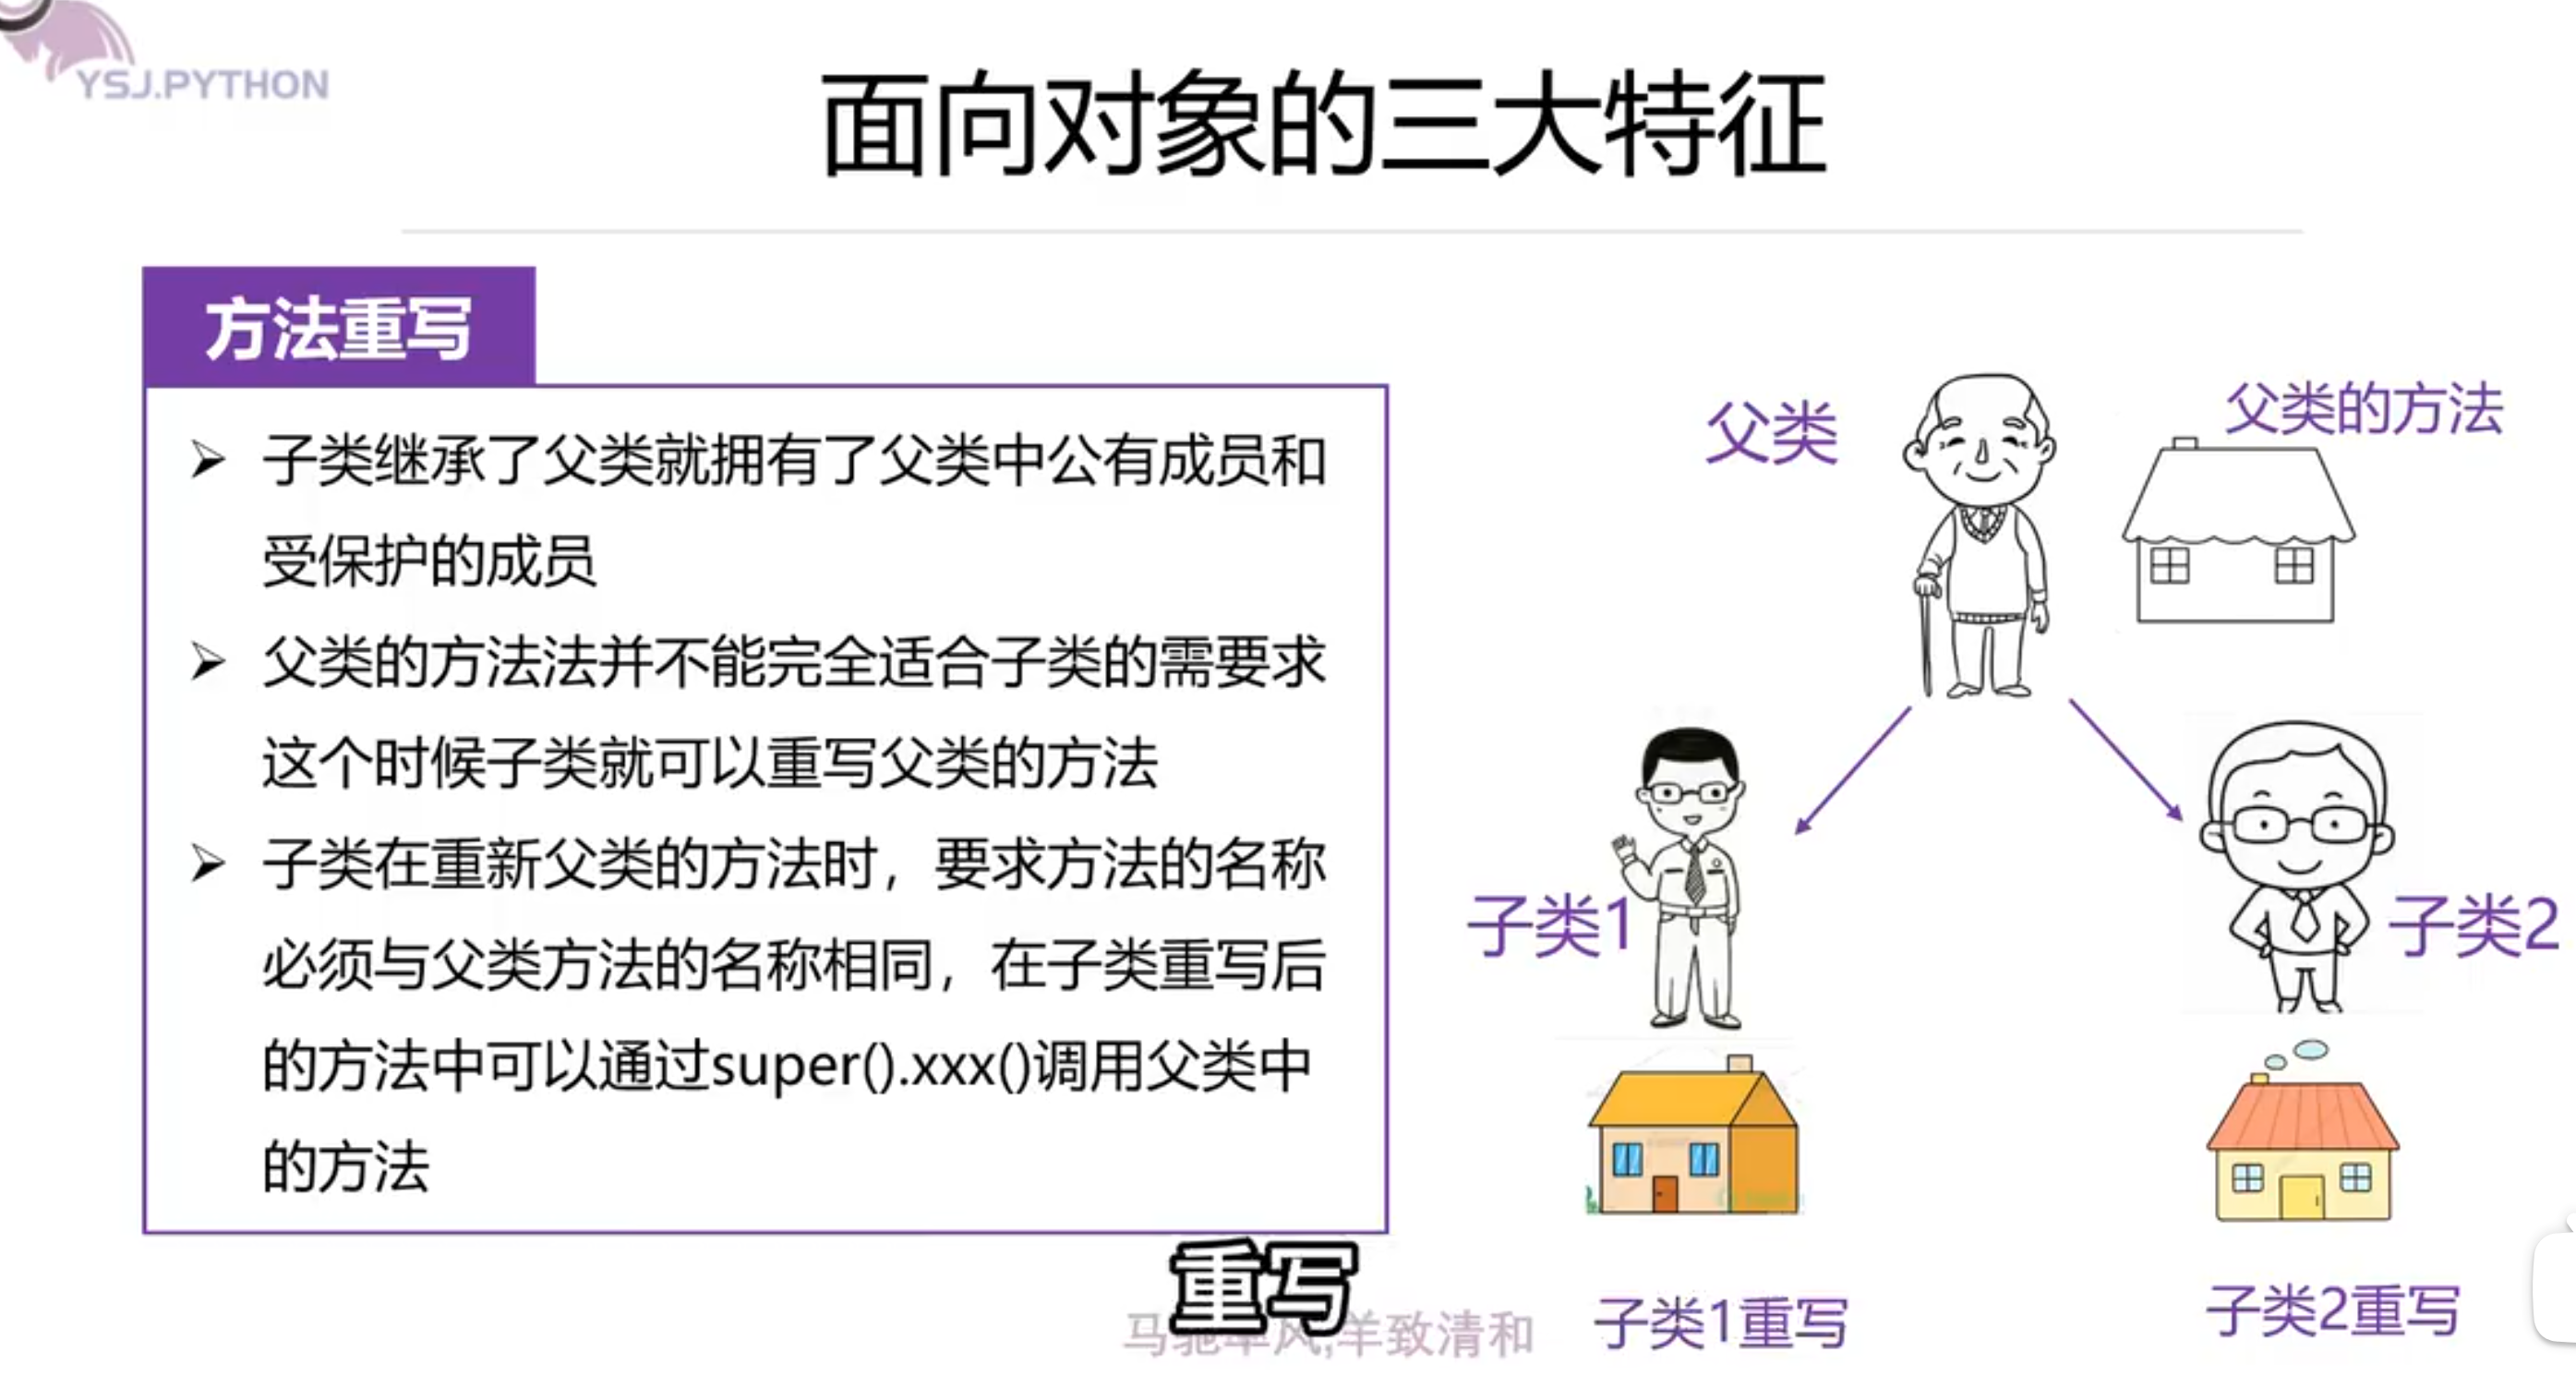 YSJ.PYTHON
面向对象的三大特征
方法重写
子类继承了父类就拥有了父类中公有成员和
受保护的成员
父类的方法法并不能完全适合子类的需要求
这个时候子类就可以重写父类的方法
子类在重新父类的方法时，要求方法的名称
必须与父类方法的名称相同，在子类重写后
的方法中可以通过super().xxx()调用父类中
的方法
父类
父类的方法
子类1
子类2
子类1重写
子类2重写
重写
马驰 风,羊致清和